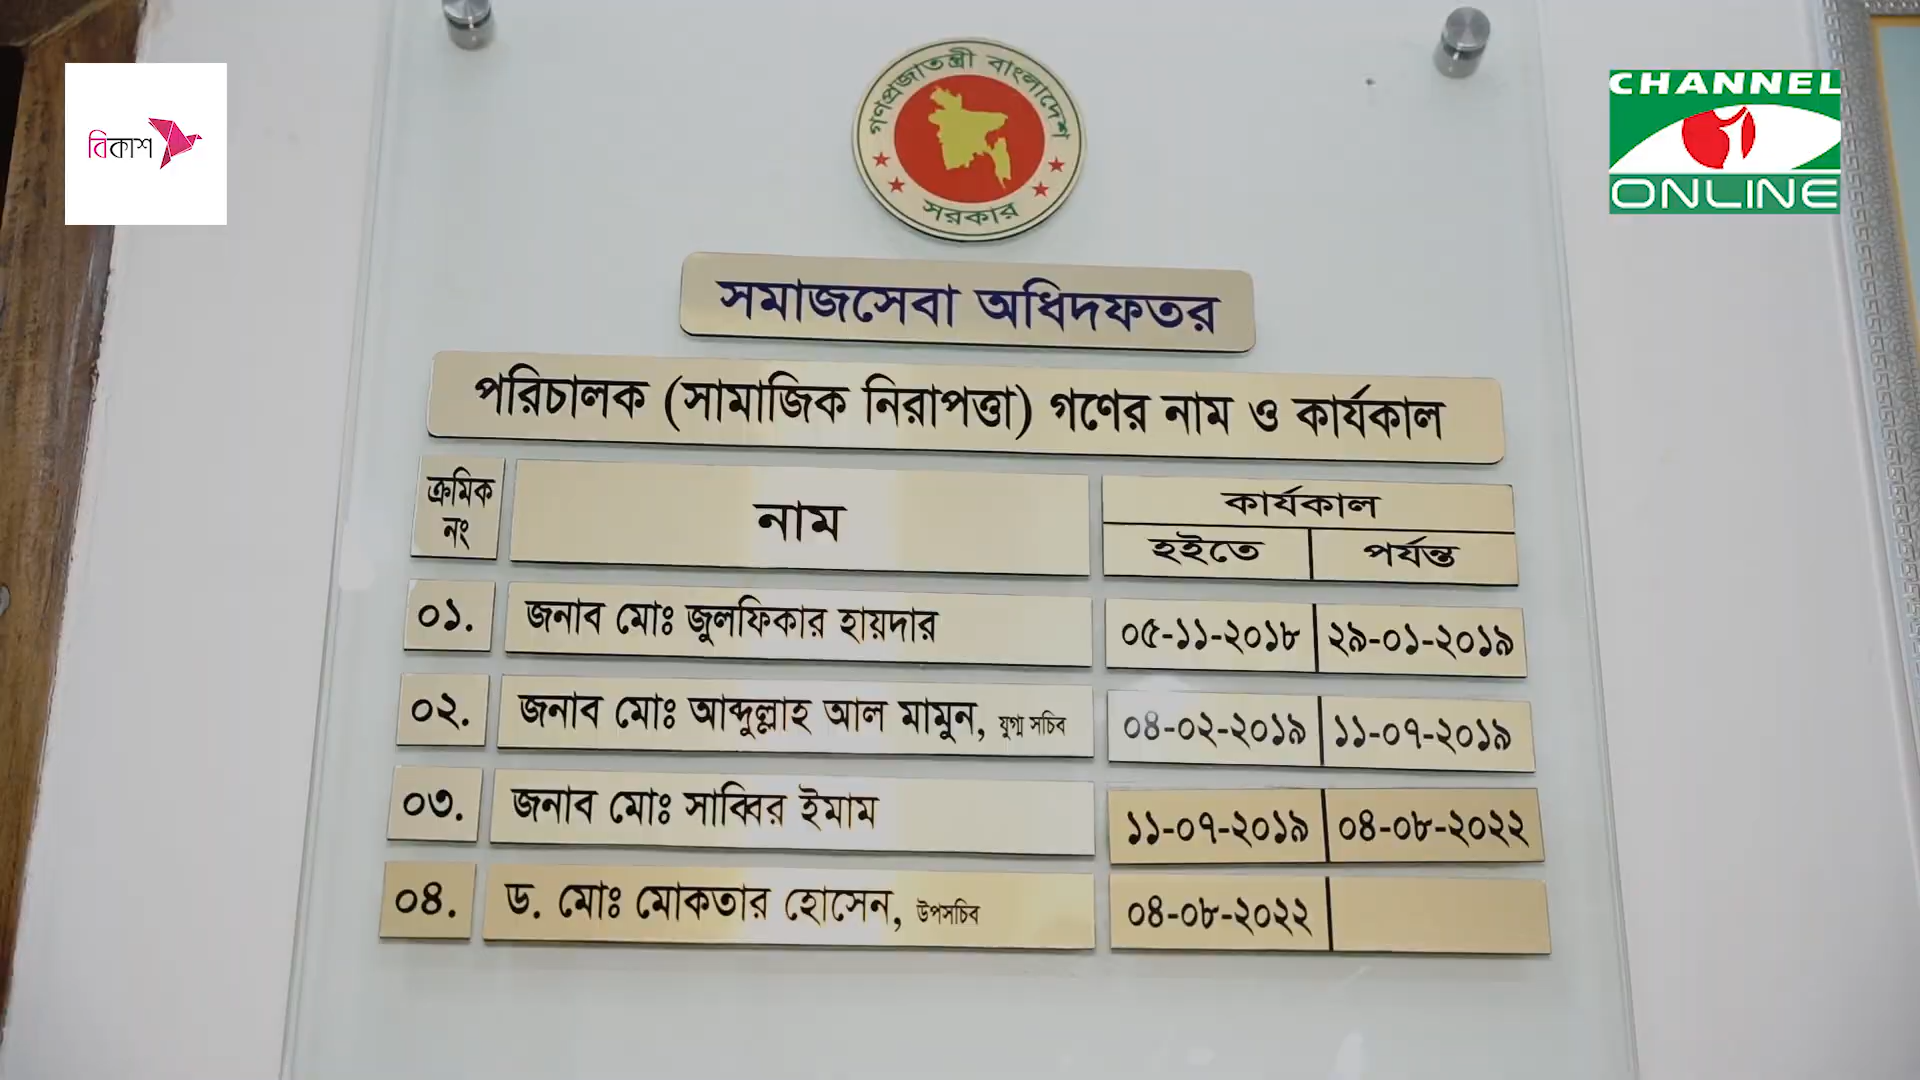 বিকাশ
CHANNEL
i
ONLINE
গণপ্রজাতন্ত্রী বাংলাদেশ
সরকার
সমাজসেবা অধিদফতর
পরিচালক (সামাজিক নিরাপত্তা) গণের নাম ও কার্যকাল
ক্রমিক নং নাম কার্যকাল
হইতে পর্যন্ত
০১. জনাব মোঃ জুলফিকার হায়দার ০৫-১১-২০১৮ ২৯-০১-২০১৯
০২. জনাব মোঃ আব্দুল্লাহ আল মামুন, যুগ্ম সচিব ০৪-০২-২০১৯ ১১-০৭-২০১৯
০৩. জনাব মোঃ সাব্বির ইমাম ১১-০৭-২০১৯ ০৪-০৮-২০২২
০৪. ড. মোঃ মোকতার হোসেন, উপসচিব ০৪-০৮-২০২২